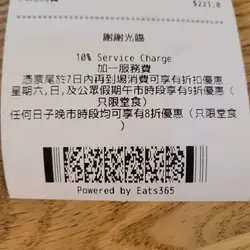 $223.8
謝謝光臨
10% Service Charge
加一服務費
憑票尾於7日內再到場消費可享有折扣優惠
星期六,日,及公眾假期午市時段享有9折優惠(
只限堂食)
任何日子晚市時段均可享有8折優惠(只限堂
食)
Powered by Eats365